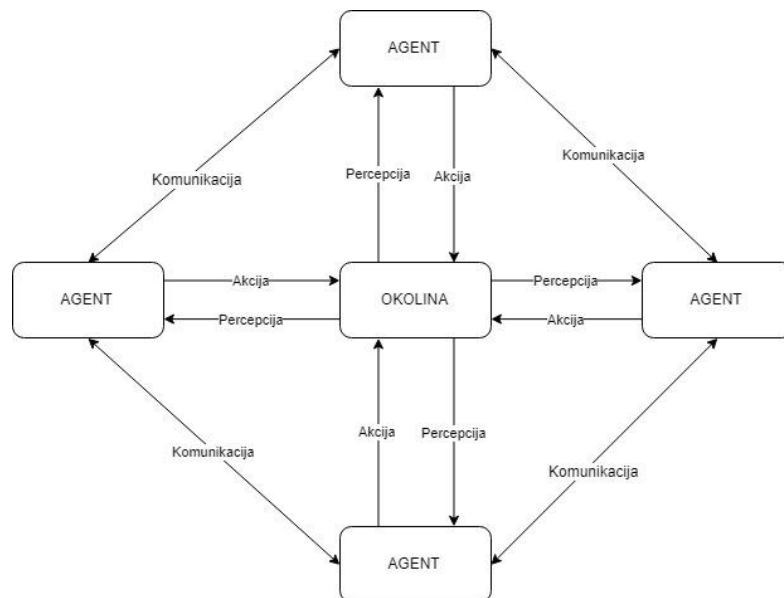 AGENT
Komunikacija
Komunikacija
Percepcija
Akcija
AGENT
Akcija
Percepcija
OKOLINA
Percepcija
Akcija
AGENT
Komunikacija
Akcija
Percepcija
Komunikacija
AGENT